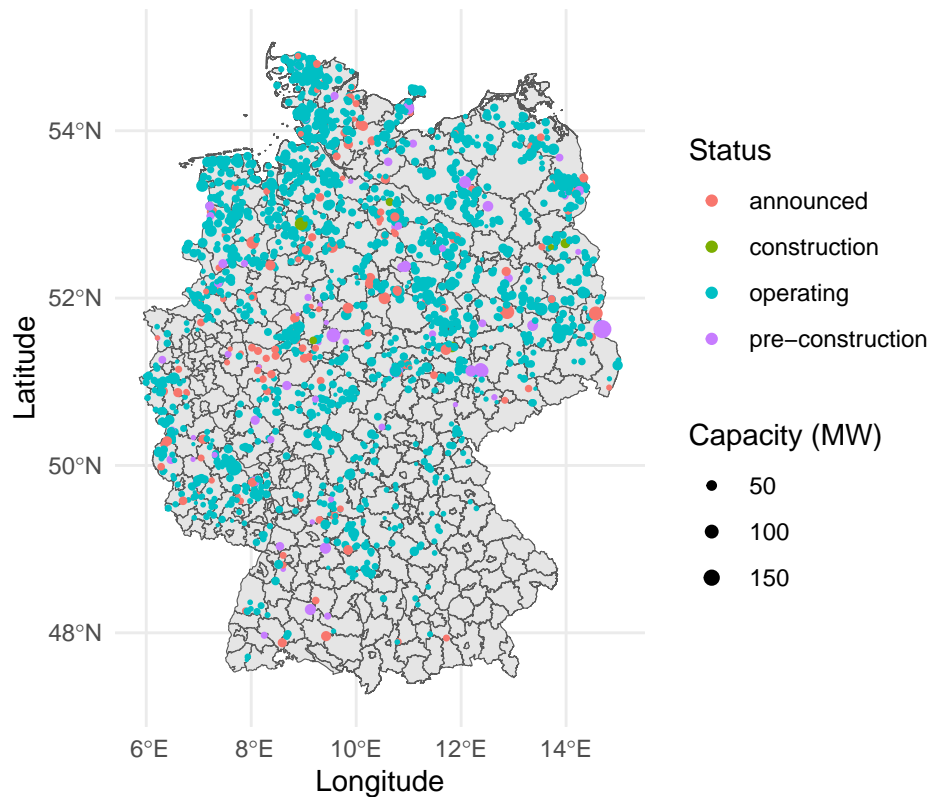 54°N
52°N
50°N
48°N
Latitude
6°E 8°E 10°E 12°E 14°E
Longitude
Status
announced
construction
operating
pre−construction
Capacity (MW)
50
100
150